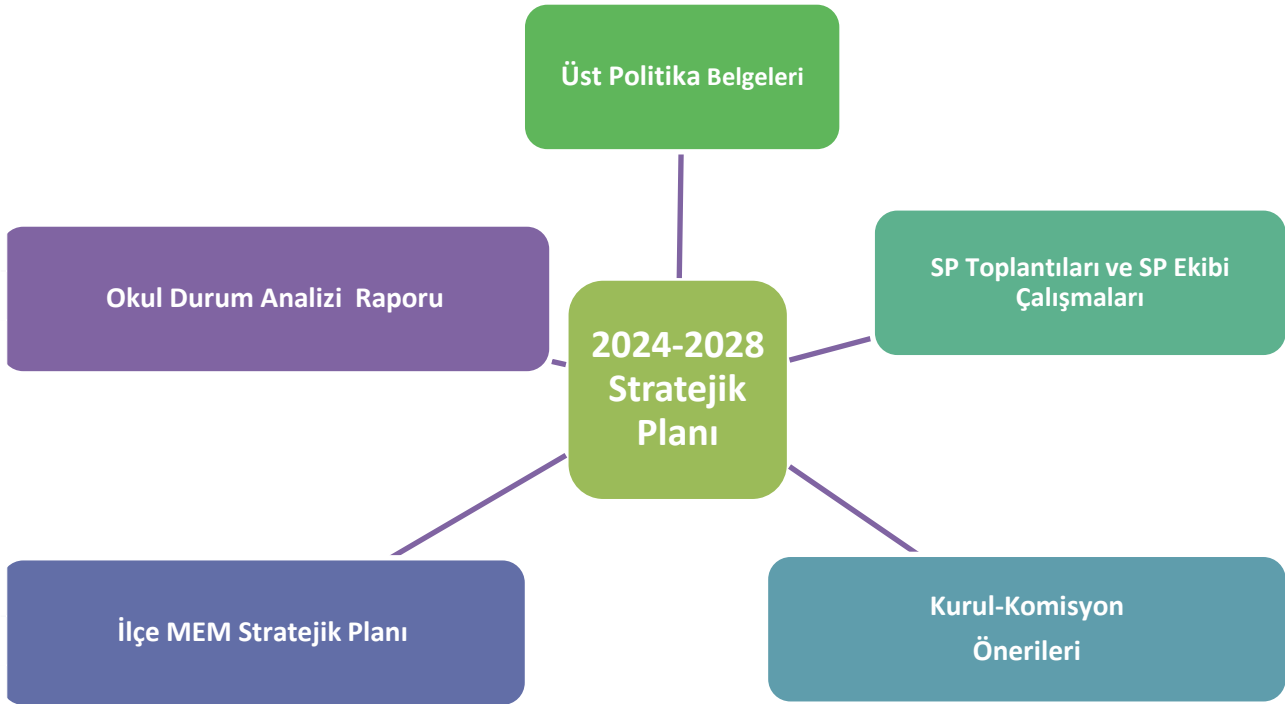 Üst Politika Belgeleri
SP Toplantıları ve SP Ekibi
Çalışmaları
Okul Durum Analizi Raporu
2024-2028
Stratejik
Planı
İlçe MEM Stratejik Planı
Kurul-Komisyon
Önerileri